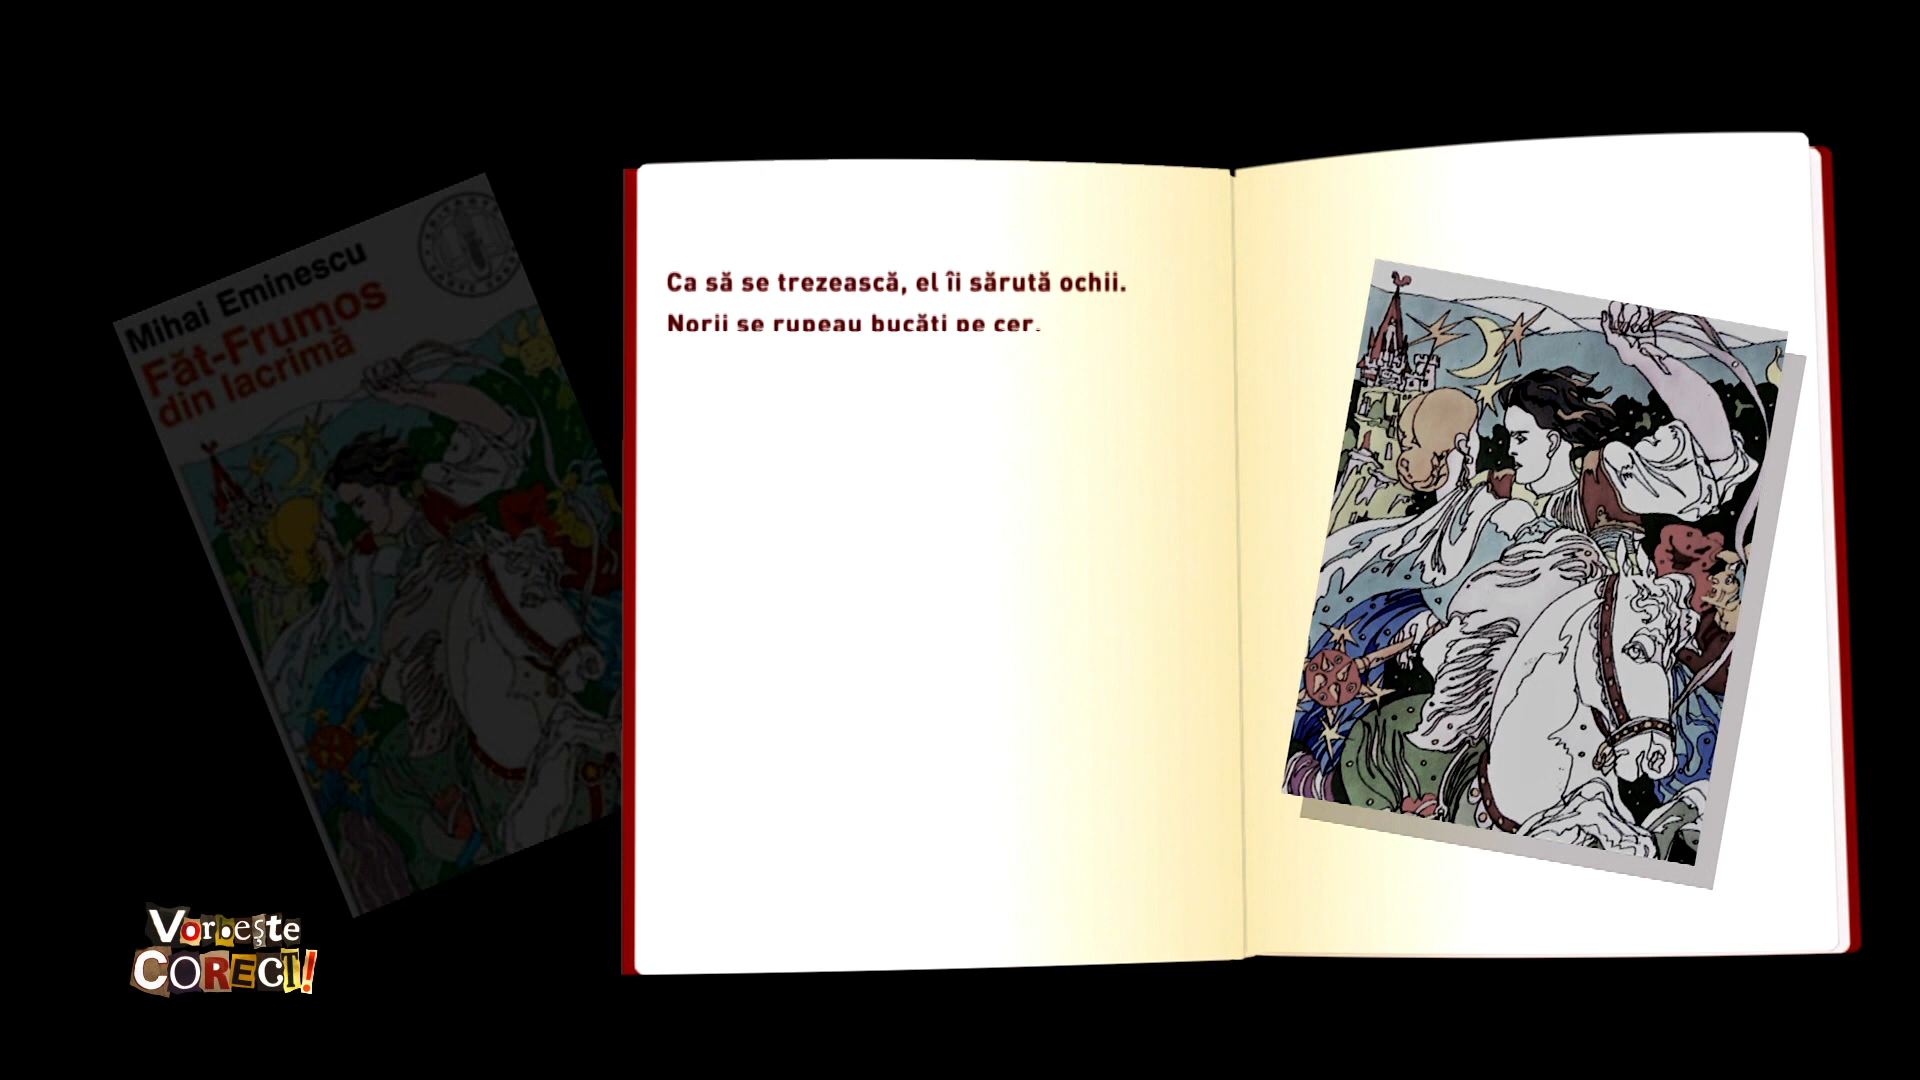 Mihai Eminescu
Făt-Frumos
din lacrimă
Ca să se trezească, el îi sărută ochii.
Norii se rupeau bucăți pe cer.
Vorbește
CORECT!